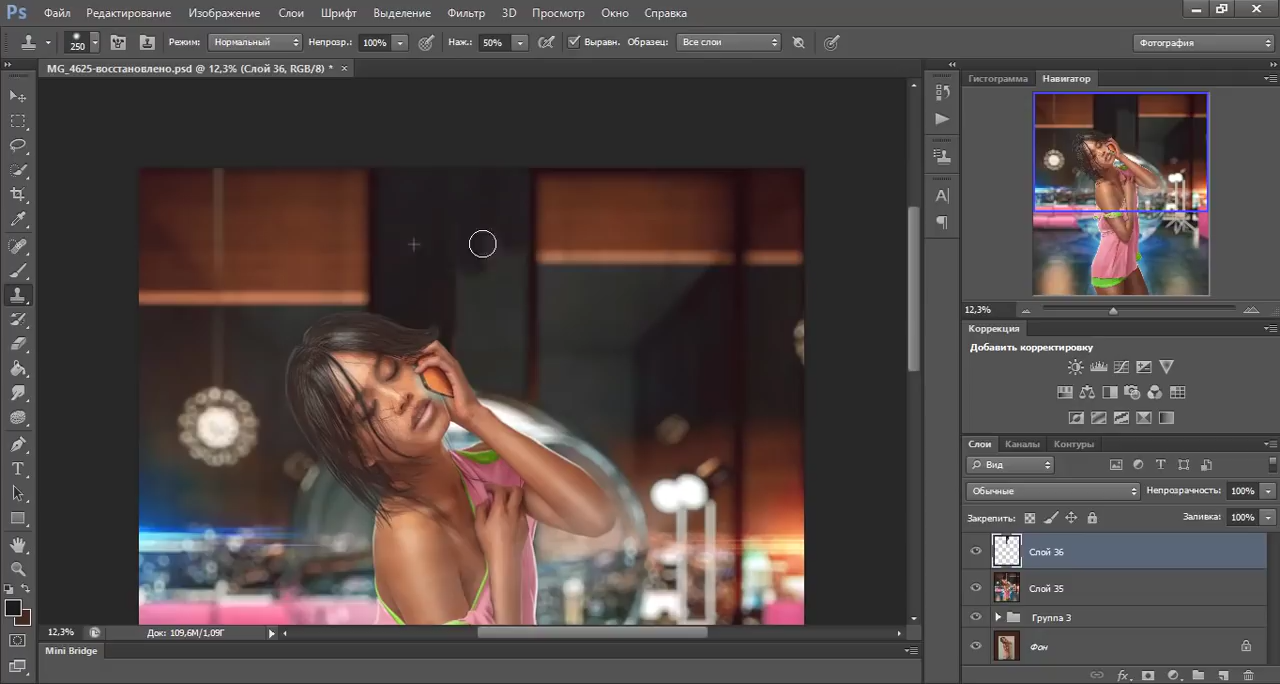 Ps Файл Редактирование Изображение Слои Шрифт Выделение Фильтр 3D Просмотр Окно Справка
250 Режим: Нормальный Непрозр.: 100% Наж.: 50% Выравн. Образец: Все слои Фотография
MG_4625-восстановлено.psd @ 12,3% (Слой 36, RGB/8) * ×
Гистограмма Навигатор
12,3%
Коррекция
Добавить корректировку
Слои Каналы Контуры
Вид
Обычные Непрозрачность: 100%
Закрепить: Заливка: 100%
Слой 36
Слой 35
Группа 3
Фон
12,3% Док: 109,6M/1,09Г
Mini Bridge